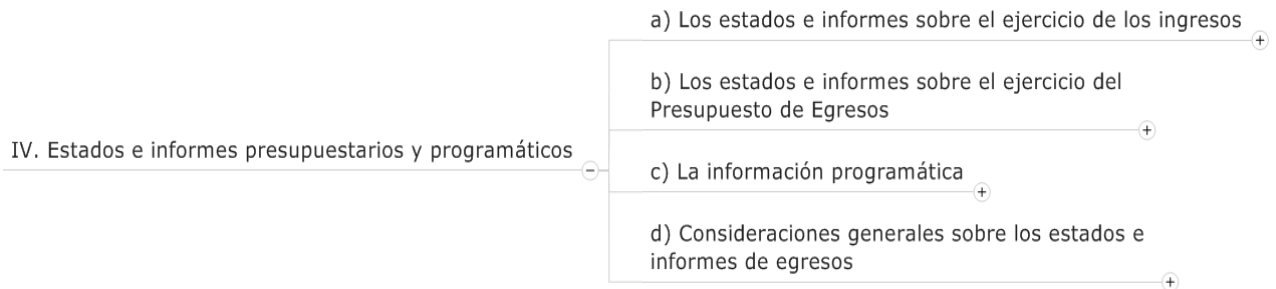 a) Los estados e informes sobre el ejercicio de los ingresos
b) Los estados e informes sobre el ejercicio del
Presupuesto de Egresos
IV. Estados e informes presupuestarios y programáticos
c) La información programática
d) Consideraciones generales sobre los estados e
informes de egresos